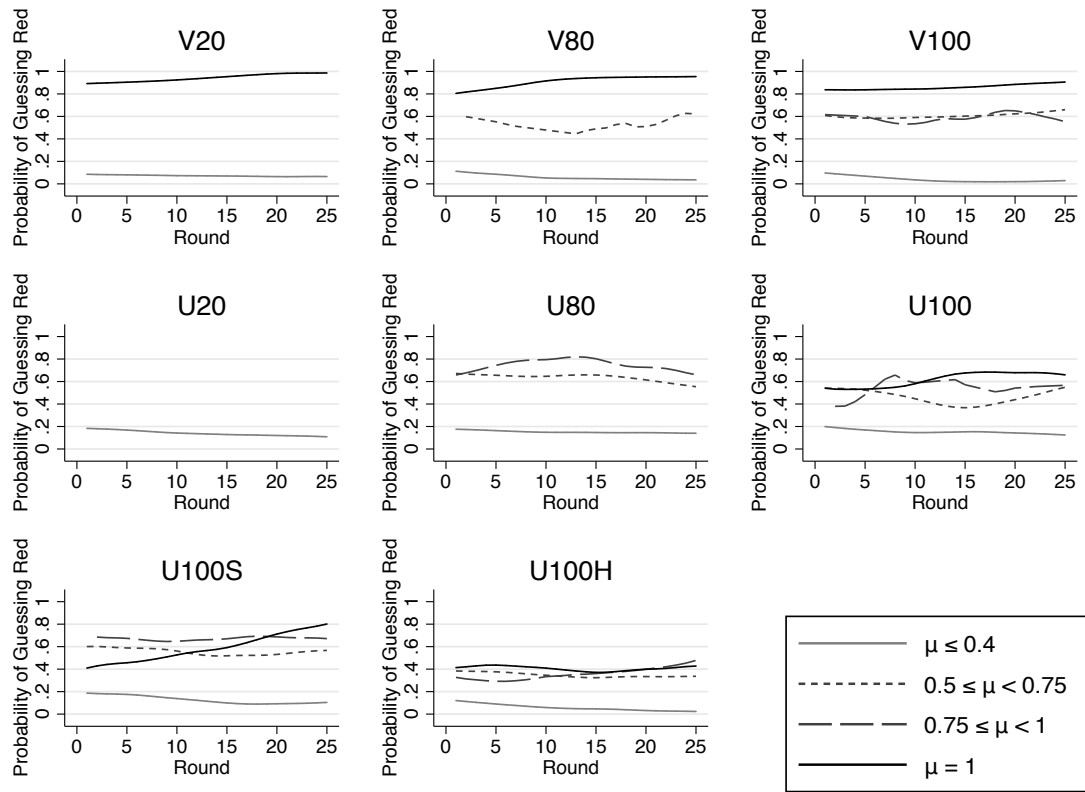 V20
Probability of Guessing Red
0 .2 .4 .6 .8 1
0 5 10 15 20 25
Round
V80
Probability of Guessing Red
0 .2 .4 .6 .8 1
0 5 10 15 20 25
Round
V100
Probability of Guessing Red
0 .2 .4 .6 .8 1
0 5 10 15 20 25
Round
U20
Probability of Guessing Red
0 .2 .4 .6 .8 1
0 5 10 15 20 25
Round
U80
Probability of Guessing Red
0 .2 .4 .6 .8 1
0 5 10 15 20 25
Round
U100
Probability of Guessing Red
0 .2 .4 .6 .8 1
0 5 10 15 20 25
Round
U100S
Probability of Guessing Red
0 .2 .4 .6 .8 1
0 5 10 15 20 25
Round
U100H
Probability of Guessing Red
0 .2 .4 .6 .8 1
0 5 10 15 20 25
Round
μ ≤ 0.4
0.5 ≤ μ < 0.75
0.75 ≤ μ < 1
μ = 1